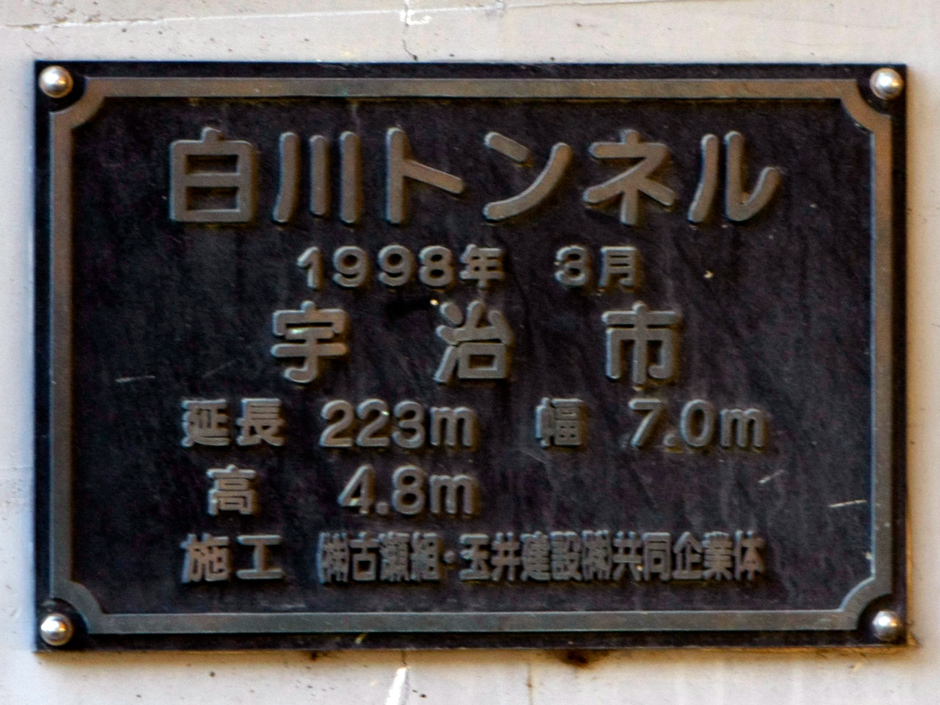 白川トンネル
1998年 3月
宇治市
延長 223m 幅 7.0m
高 4.8m
施工 ㈱古瀬組・玉井建設㈱共同企業体